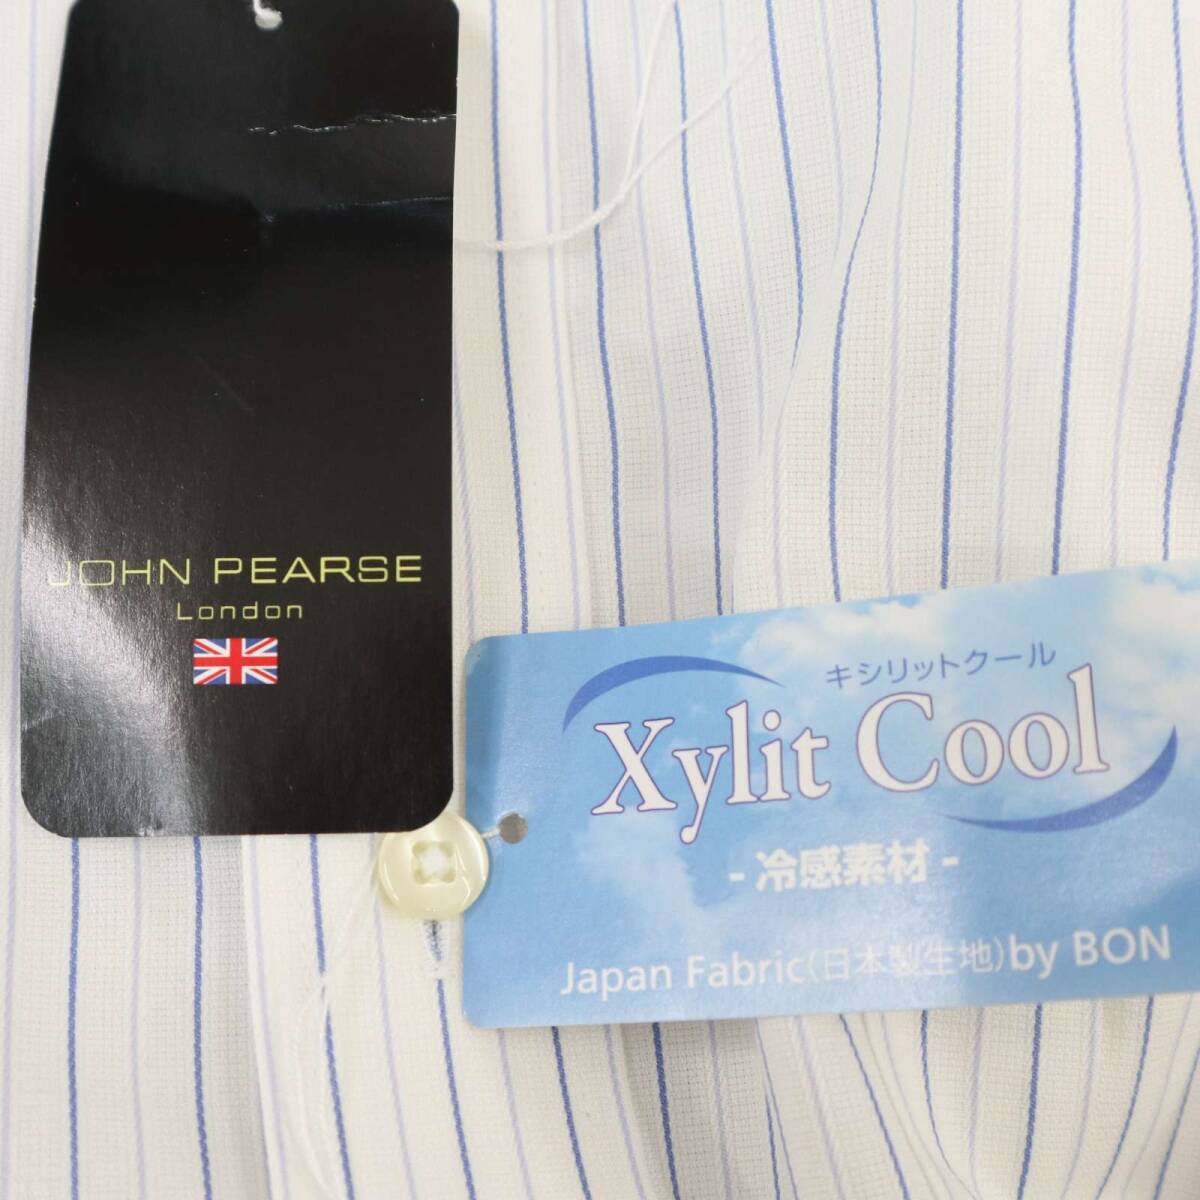 JOHN PEARSE
London
キシリットクール
Xylit Cool
- 冷感素材 -
Japan Fabric(日本製生地)by BON